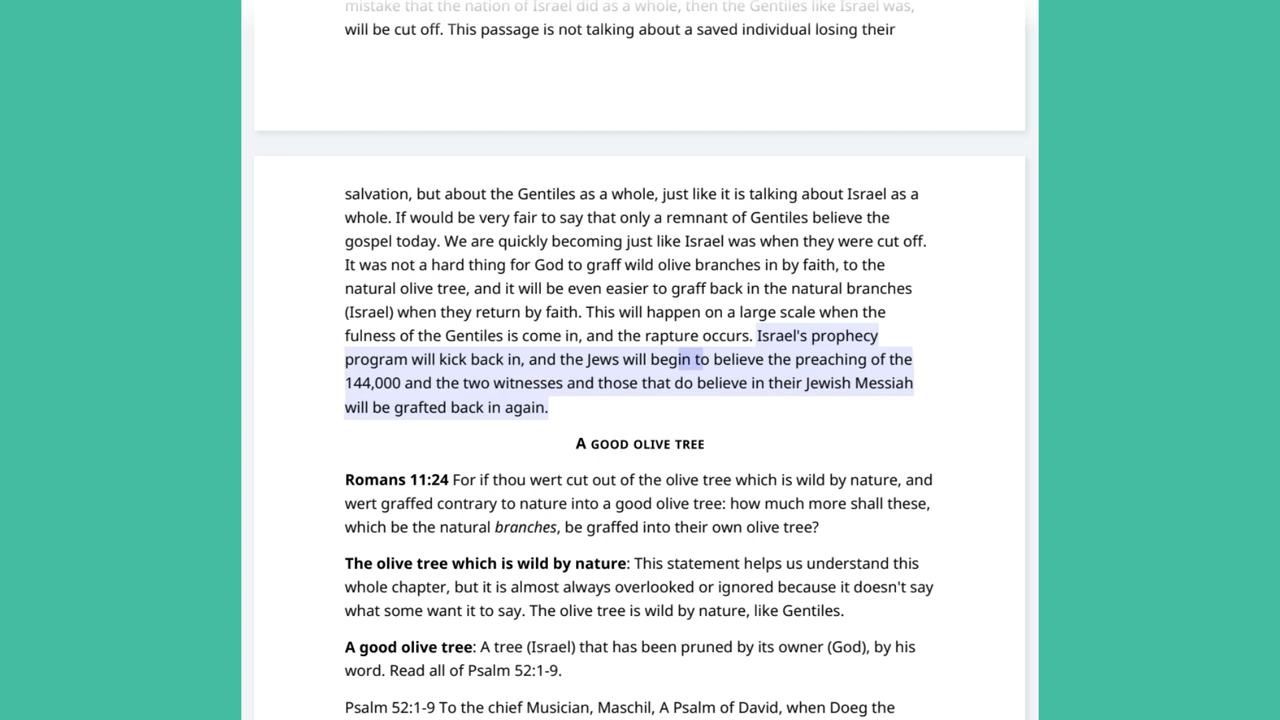 mistake that the nation of Israel did as a whole, then the Gentiles like Israel was,
will be cut off. This passage is not talking about a saved individual losing their
salvation, but about the Gentiles as a whole, just like it is talking about Israel as a
whole. If would be very fair to say that only a remnant of Gentiles believe the
gospel today. We are quickly becoming just like Israel was when they were cut off.
It was not a hard thing for God to graff wild olive branches in by faith, to the
natural olive tree, and it will be even easier to graff back in the natural branches
(Israel) when they return by faith. This will happen on a large scale when the
fulness of the Gentiles is come in, and the rapture occurs. Israel's prophecy
program will kick back in, and the Jews will begin to believe the preaching of the
144,000 and the two witnesses and those that do believe in their Jewish Messiah
will be grafted back in again.
A GOOD OLIVE TREE
Romans 11:24 For if thou wert cut out of the olive tree which is wild by nature, and
wert graffed contrary to nature into a good olive tree: how much more shall these,
which be the natural branches, be graffed into their own olive tree?
The olive tree which is wild by nature: This statement helps us understand this
whole chapter, but it is almost always overlooked or ignored because it doesn't say
what some want it to say. The olive tree is wild by nature, like Gentiles.
A good olive tree: A tree (Israel) that has been pruned by its owner (God), by his
word. Read all of Psalm 52:1-9.
Psalm 52:1-9 To the chief Musician, Maschil, A Psalm of David, when Doeg the